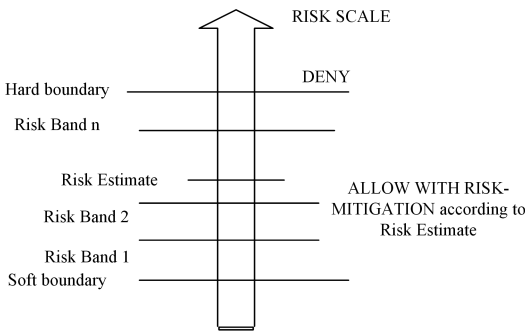 RISK SCALE
DENY
Hard boundary
Risk Band n
Risk Estimate
ALLOW WITH RISK-
MITIGATION according to
Risk Estimate
Risk Band 2
Risk Band 1
Soft boundary